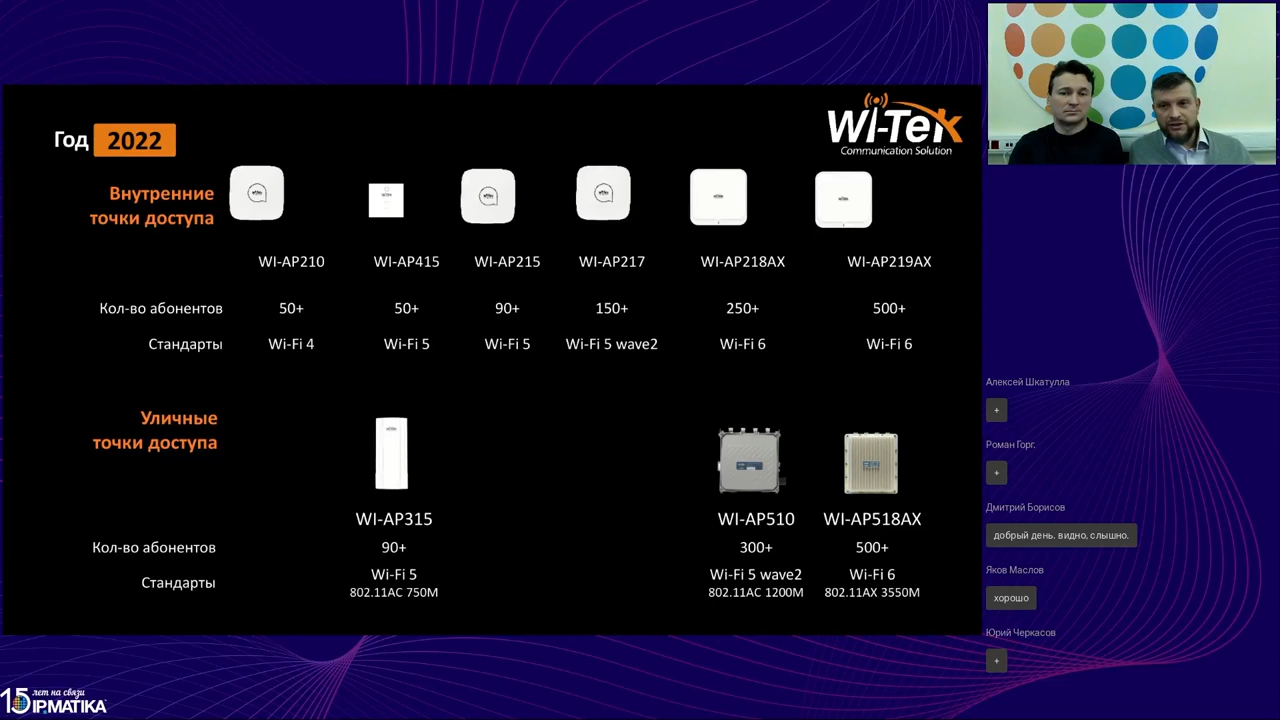 Год 2022
Wi-Tek
Communication Solution
Внутренние
точки доступа
WI-AP210 WI-AP415 WI-AP215 WI-AP217 WI-AP218AX WI-AP219AX
Кол-во абонентов 50+ 50+ 90+ 150+ 250+ 500+
Стандарты Wi-Fi 4 Wi-Fi 5 Wi-Fi 5 Wi-Fi 5 wave2 Wi-Fi 6 Wi-Fi 6
Уличные
точки доступа
WI-AP315 WI-AP510 WI-AP518AX
Кол-во абонентов 90+ 300+ 500+
Стандарты Wi-Fi 5 Wi-Fi 5 wave2 Wi-Fi 6
802.11AC 750M 802.11AC 1200M 802.11AX 3550M
Алексей Шкатулла
+
Роман Горг.
+
Дмитрий Борисов
добрый день. видно, слышно.
Яков Маслов
хорошо
Юрий Черкасов
+
15 лет на связи
IPMATIKA